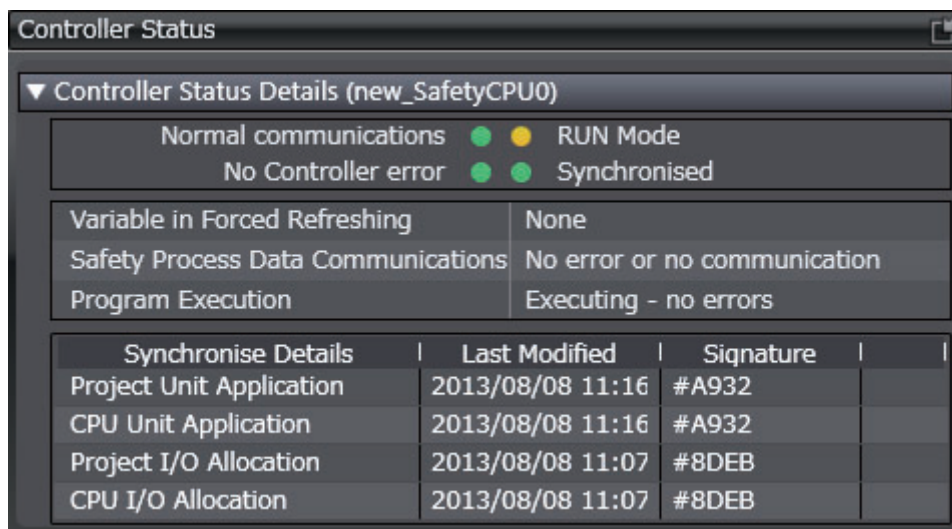 Controller Status
Controller Status Details (new_SafetyCPU0)
Normal communications RUN Mode
No Controller error Synchronised
Variable in Forced Refreshing None
Safety Process Data Communications No error or no communication
Program Execution Executing - no errors
Synchronise Details Last Modified Signature
Project Unit Application 2013/08/08 11:16 #A932
CPU Unit Application 2013/08/08 11:16 #A932
Project I/O Allocation 2013/08/08 11:07 #8DEB
CPU I/O Allocation 2013/08/08 11:07 #8DEB